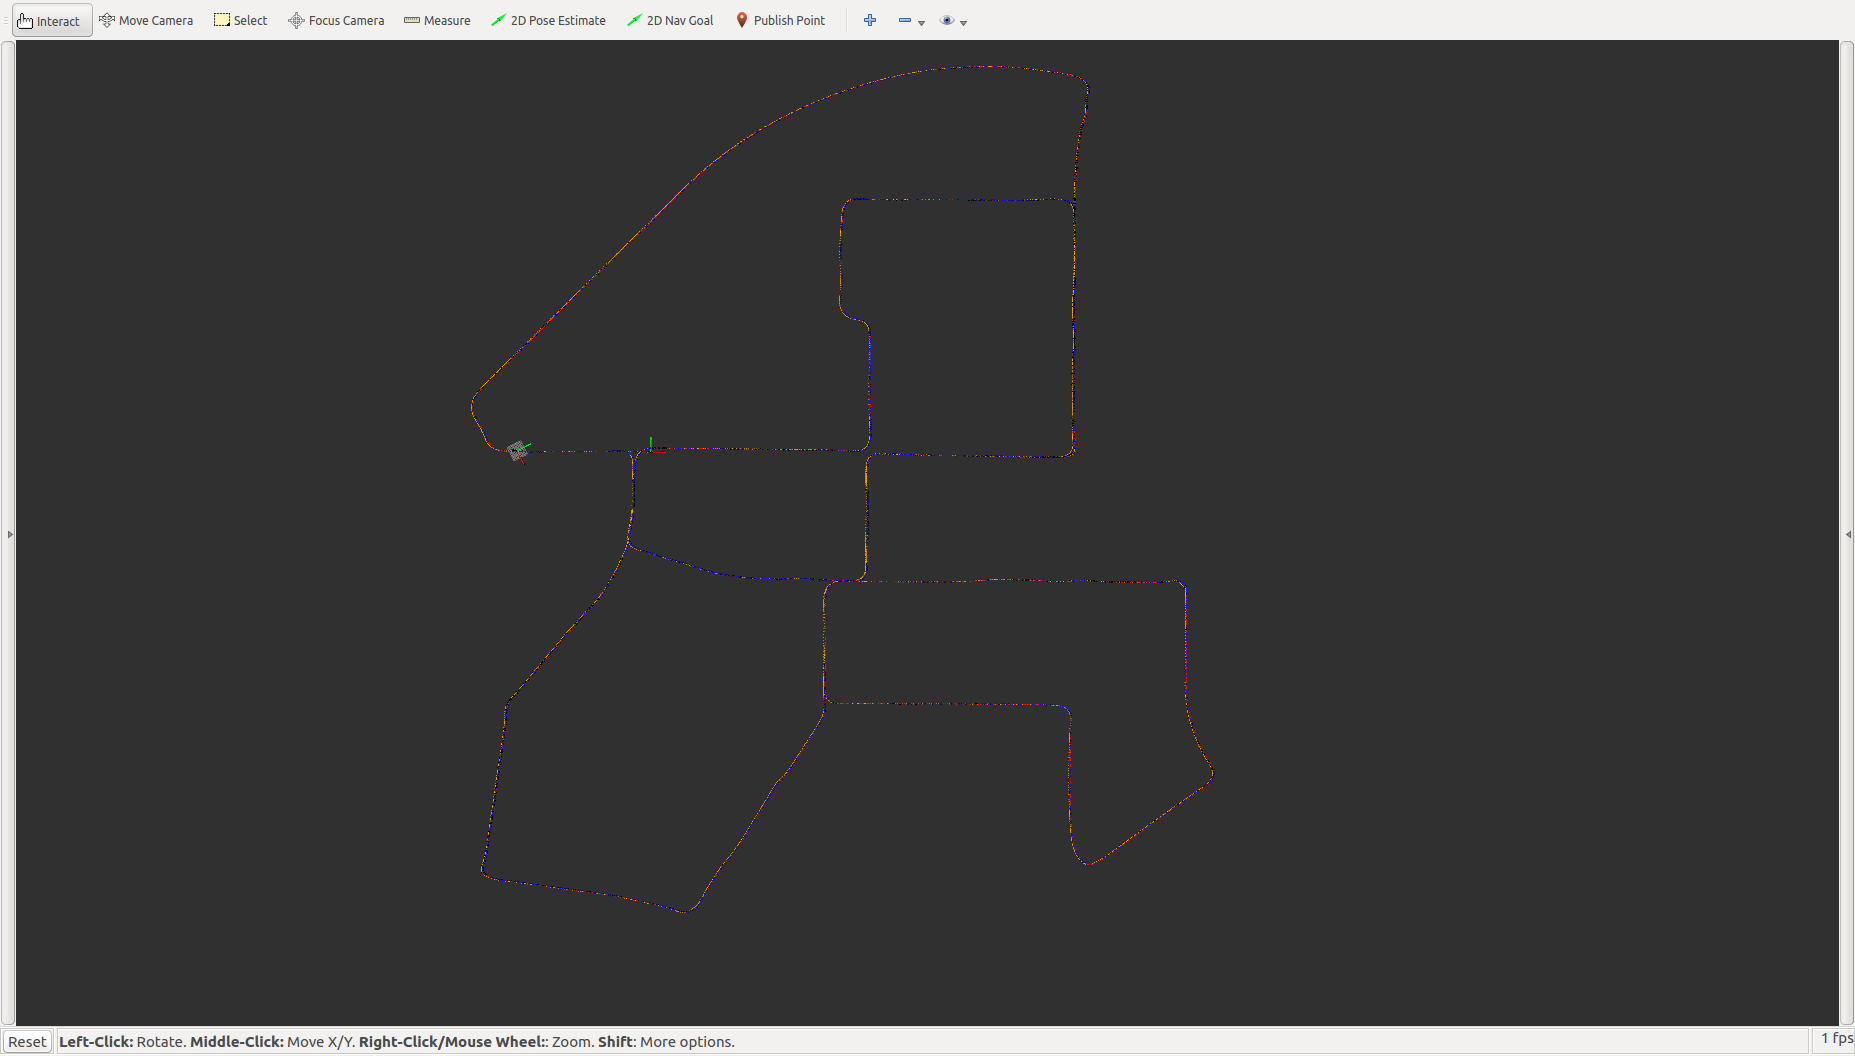 Interact Move Camera Select Focus Camera Measure 2D Pose Estimate 2D Nav Goal Publish Point
Reset Left-Click: Rotate. Middle-Click: Move X/Y. Right-Click/Mouse Wheel:: Zoom. Shift: More options. 1 fps